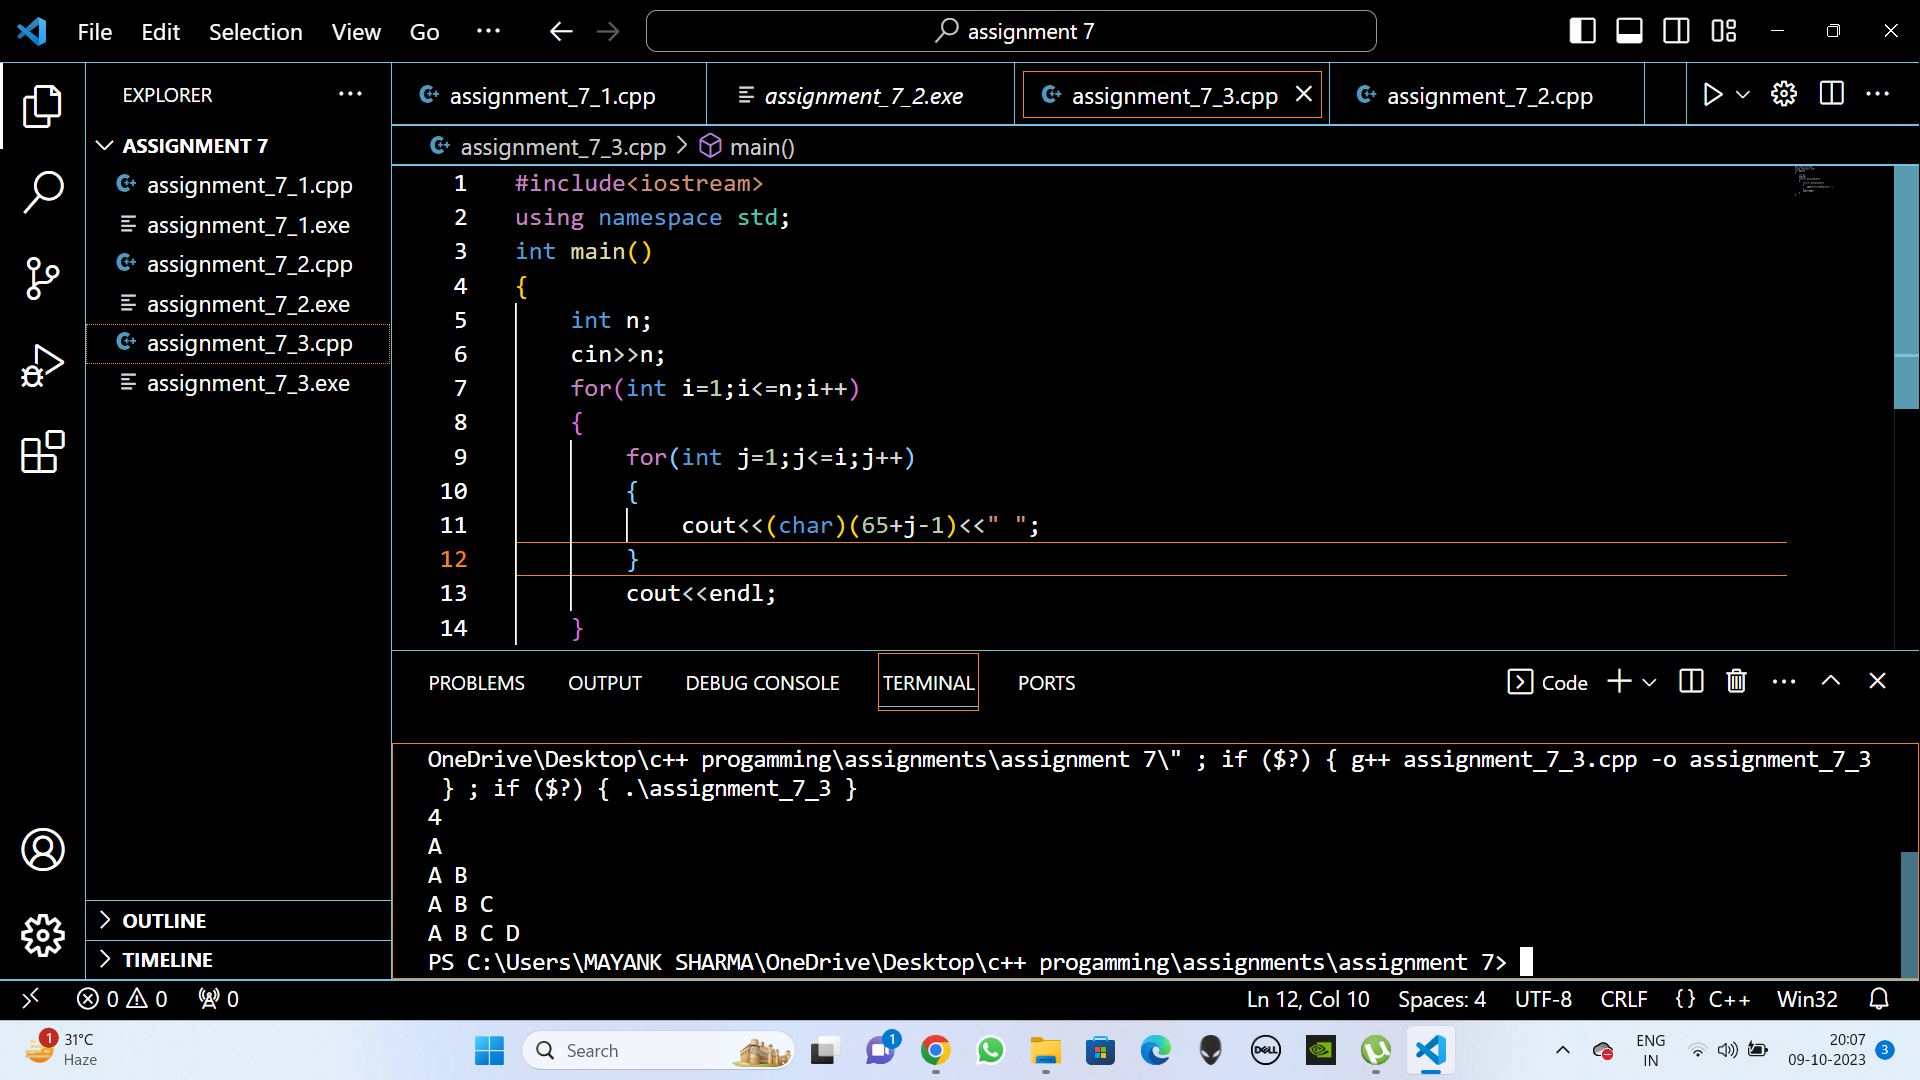 File Edit Selection View Go ··· assignment 7
EXPLORER ···
ASSIGNMENT 7
assignment_7_1.cpp
assignment_7_1.exe
assignment_7_2.cpp
assignment_7_2.exe
assignment_7_3.cpp
assignment_7_3.exe
OUTLINE
TIMELINE
assignment_7_1.cpp assignment_7_2.exe assignment_7_3.cpp assignment_7_2.cpp
assignment_7_3.cpp > main()
1 #include<iostream>
2 using namespace std;
3 int main()
4 {
5 int n;
6 cin>>n;
7 for(int i=1;i<=n;i++)
8 {
9 for(int j=1;j<=i;j++)
10 {
11 cout<<(char)(65+j-1)<<" ";
12 }
13 cout<<endl;
14 }
PROBLEMS OUTPUT DEBUG CONSOLE TERMINAL PORTS Code
OneDrive\Desktop\c++ progamming\assignments\assignment 7\" ; if ($?) { g++ assignment_7_3.cpp -o assignment_7_3
} ; if ($?) { .\assignment_7_3 }
4
A
A B
A B C
A B C D
PS C:\Users\MAYANK SHARMA\OneDrive\Desktop\c++ progamming\assignments\assignment 7>
0 0 0 Ln 12, Col 10 Spaces: 4 UTF-8 CRLF {} C++ Win32
1 31°C
Haze
Search
1
DELL
ENG
IN
20:07
09-10-2023
3